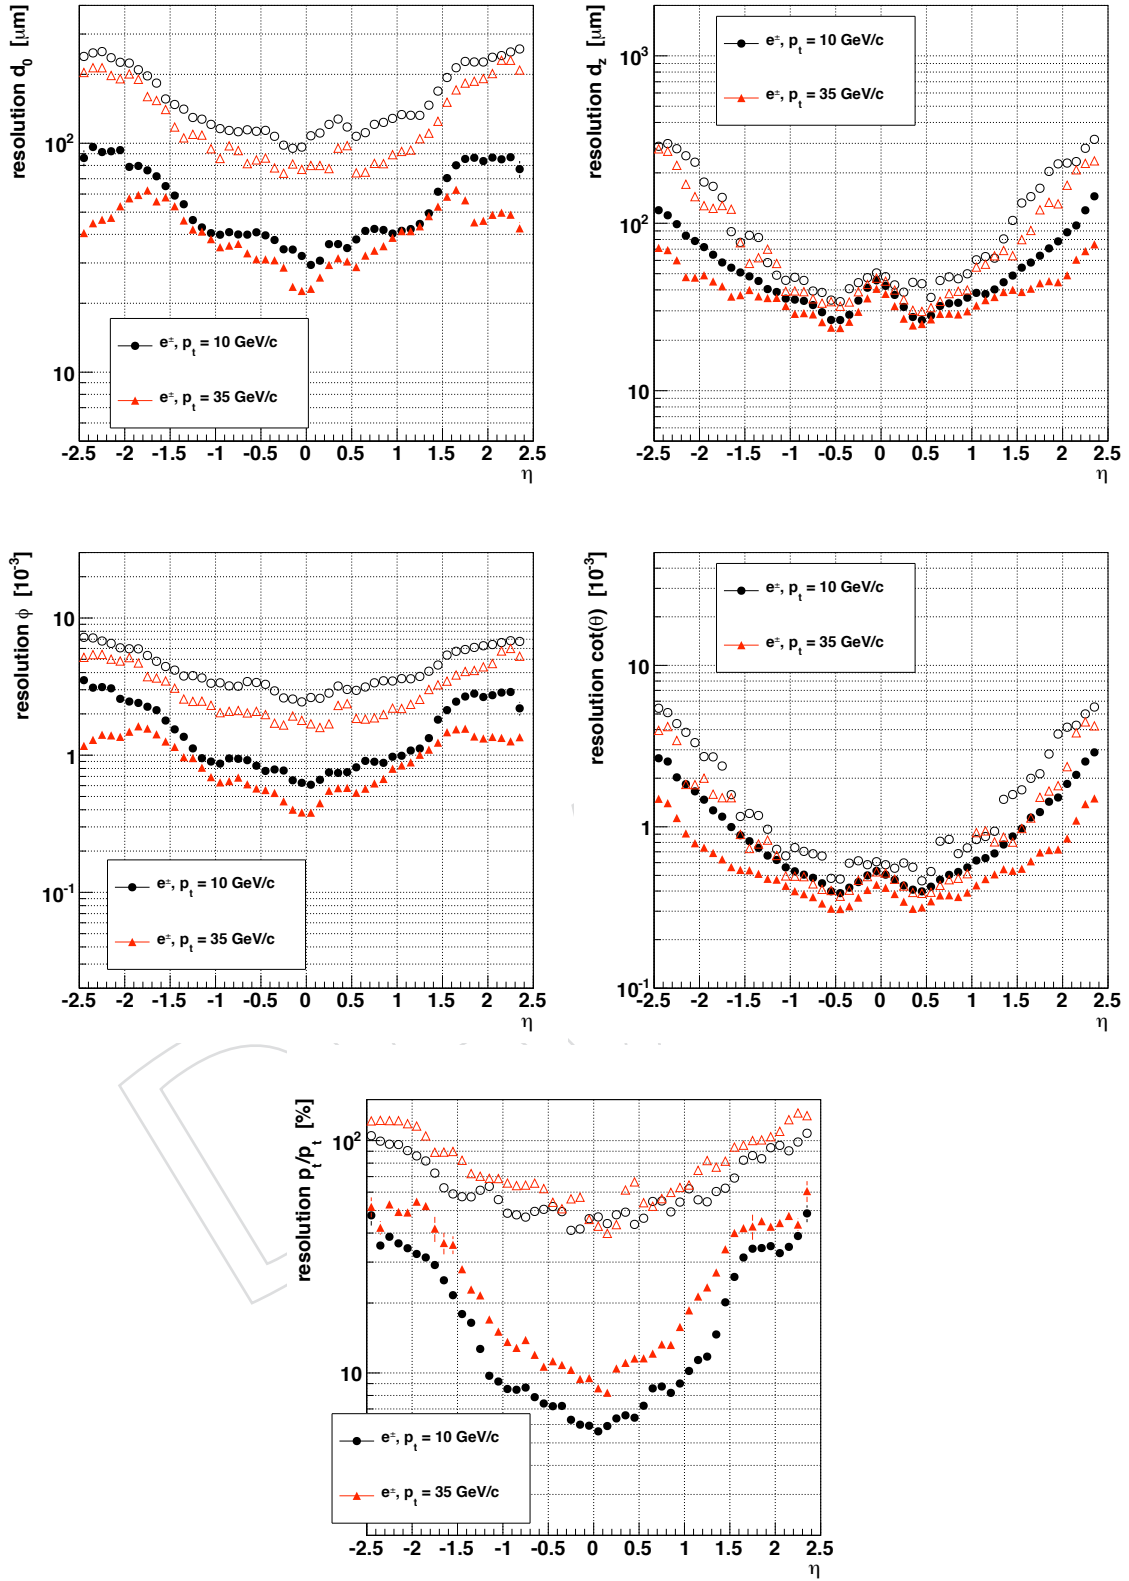 resolution d₀ [μm]
10²
10
-2.5 -2 -1.5 -1 -0.5 0 0.5 1 1.5 2 2.5
η
e±, pₜ = 10 GeV/c
e±, pₜ = 35 GeV/c
resolution d_z [μm]
10³
10²
10
-2.5 -2 -1.5 -1 -0.5 0 0.5 1 1.5 2 2.5
η
e±, pₜ = 10 GeV/c
e±, pₜ = 35 GeV/c
resolution ϕ [10⁻³]
10
1
10⁻¹
-2.5 -2 -1.5 -1 -0.5 0 0.5 1 1.5 2 2.5
η
e±, pₜ = 10 GeV/c
e±, pₜ = 35 GeV/c
resolution cot(θ) [10⁻³]
10
1
10⁻¹
-2.5 -2 -1.5 -1 -0.5 0 0.5 1 1.5 2 2.5
η
e±, pₜ = 10 GeV/c
e±, pₜ = 35 GeV/c
resolution pₜ/pₜ [%]
10²
10
-2.5 -2 -1.5 -1 -0.5 0 0.5 1 1.5 2 2.5
η
e±, pₜ = 10 GeV/c
e±, pₜ = 35 GeV/c